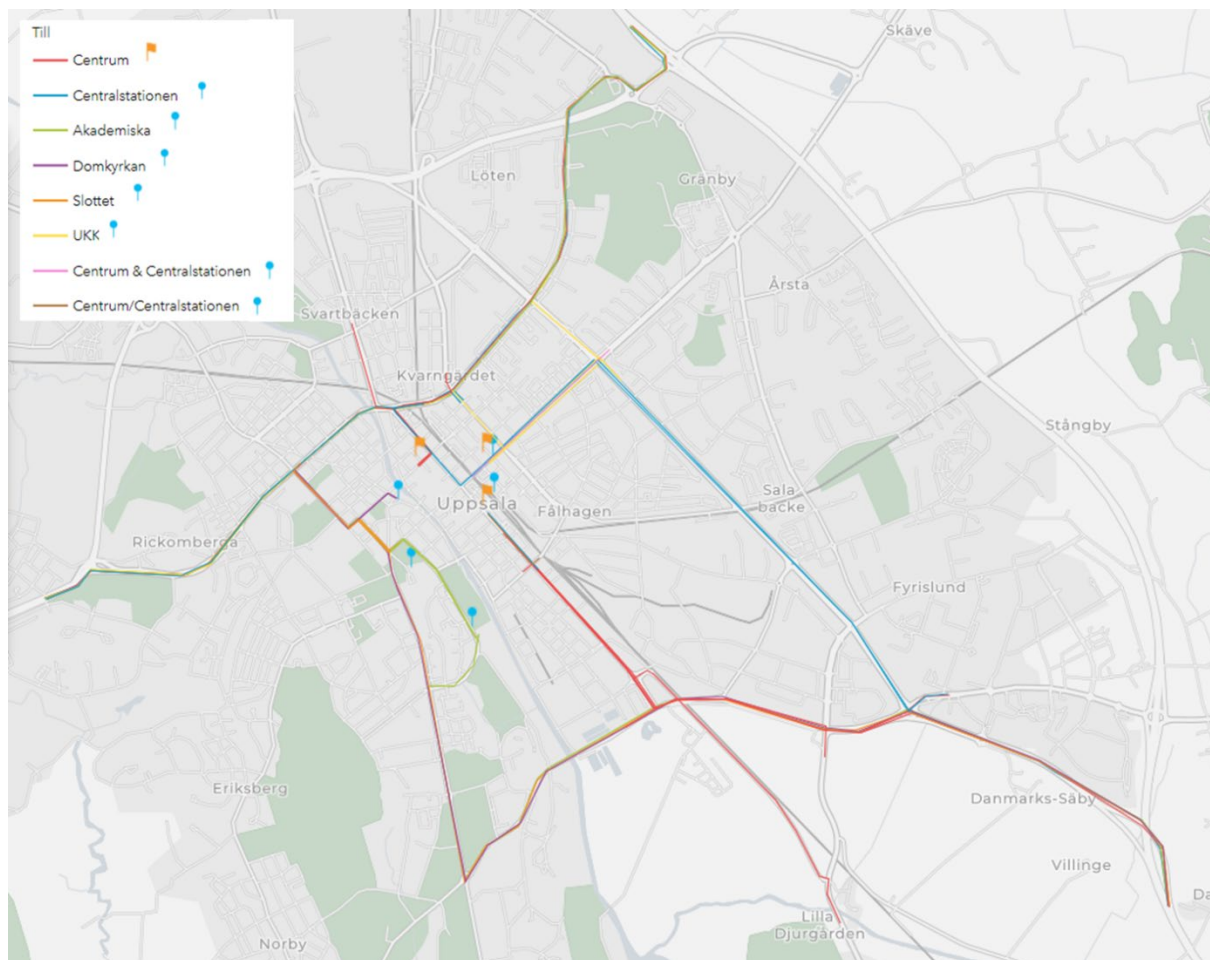 Till
Centrum
Centralstationen
Akademiska
Domkyrkan
Slottet
UKK
Centrum & Centralstationen
Centrum/Centralstationen
Skäve
Löten
Gränby
Årsta
Svartbäcken
Kvarngärdet
Stångby
Sala
backe
Uppsala
Fålhagen
Rickomberga
Fyrislund
Eriksberg
Danmarks-Säby
Villinge
Da
Lilla
Djurgården
Norby